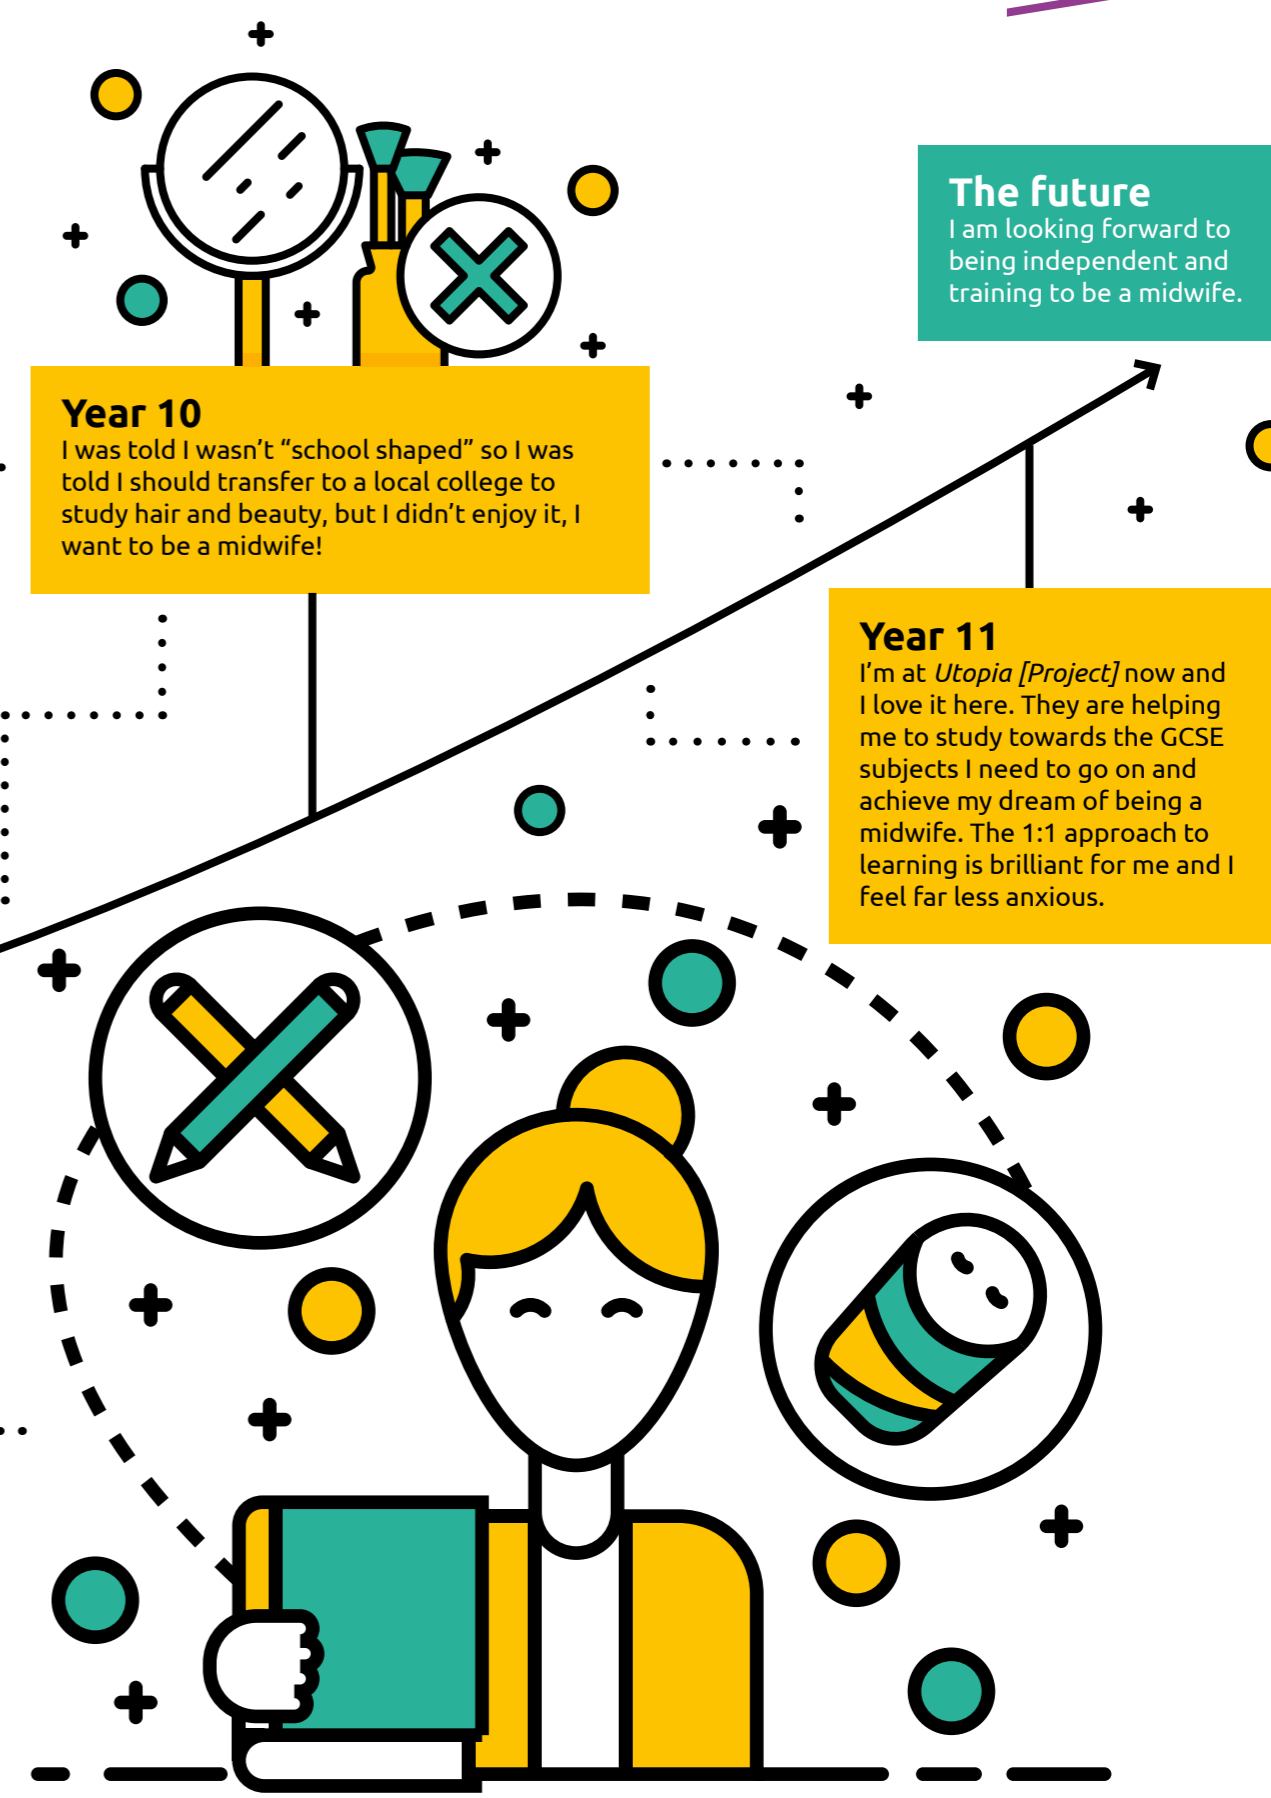 The future
I am looking forward to
being independent and
training to be a midwife.
Year 10
I was told I wasn’t “school shaped” so I was
told I should transfer to a local college to
study hair and beauty, but I didn’t enjoy it, I
want to be a midwife!
Year 11
I’m at Utopia [Project] now and
I love it here. They are helping
me to study towards the GCSE
subjects I need to go on and
achieve my dream of being a
midwife. The 1:1 approach to
learning is brilliant for me and I
feel far less anxious.